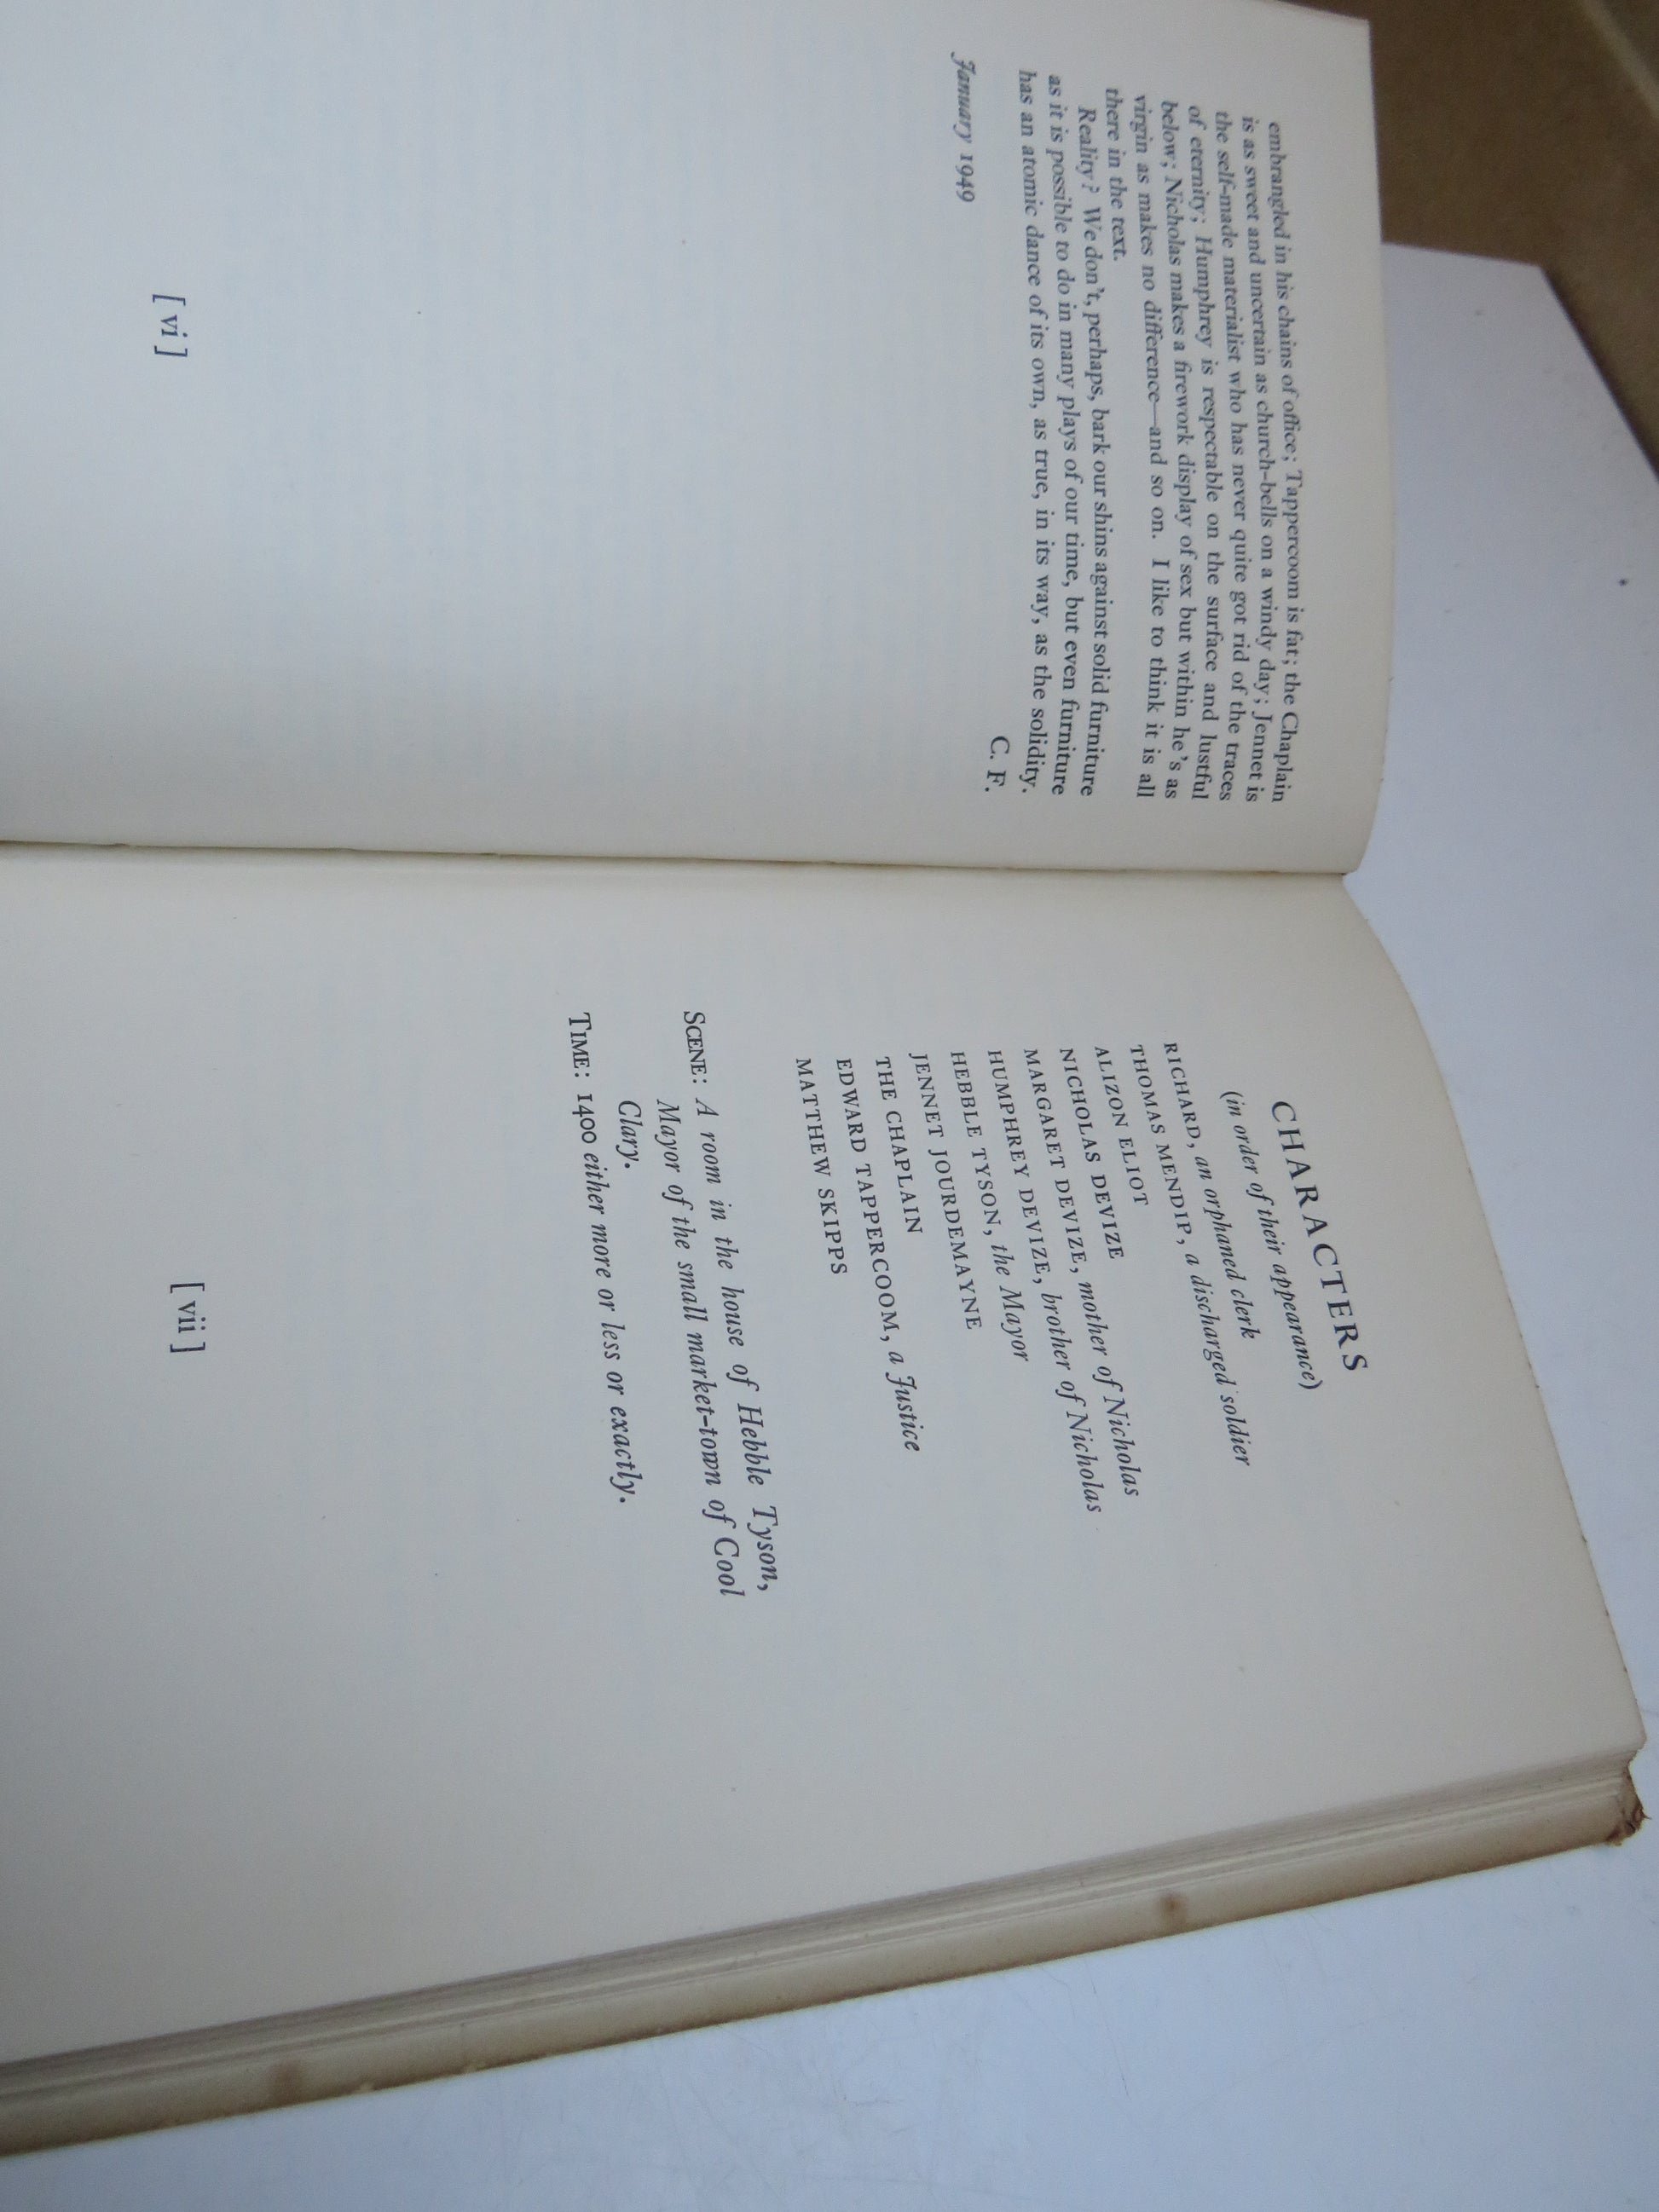 embrangled in his chains of office; Tappercoom is fat; the Chaplain
is as sweet and uncertain as church-bells on a windy day; Jennet is
the self-made materialist who has never quite got rid of the traces
of eternity; Humphrey is respectable on the surface and lustful
below; Nicholas makes a firework display of sex but within he's as
virgin as makes no difference—and so on. I like to think it is all
there in the text.
Reality? We don't, perhaps, bark our shins against solid furniture
as it is possible to do in many plays of our time, but even furniture
has an atomic dance of its own, as true, in its way, as the solidity.
C. F.
January 1949
[ vi ]
CHARACTERS
(in order of their appearance)
RICHARD, an orphaned clerk
THOMAS MENDIP, a discharged soldier
ALIZON ELIOT
NICHOLAS DEVIZE
MARGARET DEVIZE, mother of Nicholas
HUMPHREY DEVIZE, brother of Nicholas
HEBBLE TYSON, the Mayor
JENNET JOURDEMAYNE
THE CHAPLAIN
EDWARD TAPPERCOOM, a Justice
MATTHEW SKIPPS
SCENE: A room in the house of Hebble Tyson,
Mayor of the small market-town of Cool
Clary.
TIME: 1400 either more or less or exactly.
[ vii ]